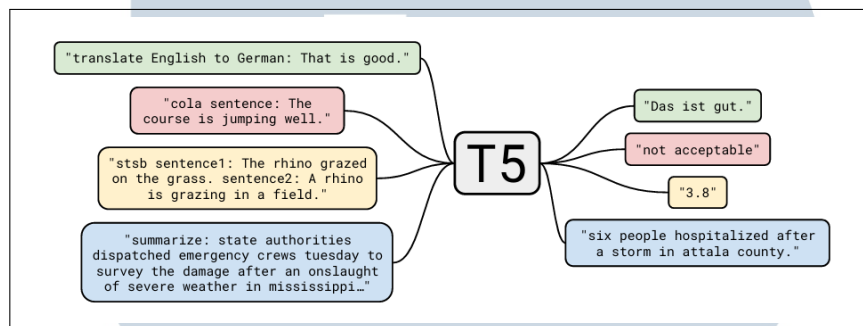 "translate English to German: That is good."
"cola sentence: The
course is jumping well."
"stsb sentence1: The rhino grazed
on the grass. sentence2: A rhino
is grazing in a field."
"summarize: state authorities
dispatched emergency crews tuesday to
survey the damage after an onslaught
of severe weather in mississippi…"
T5
"Das ist gut."
"not acceptable"
"3.8"
"six people hospitalized after
a storm in attala county."